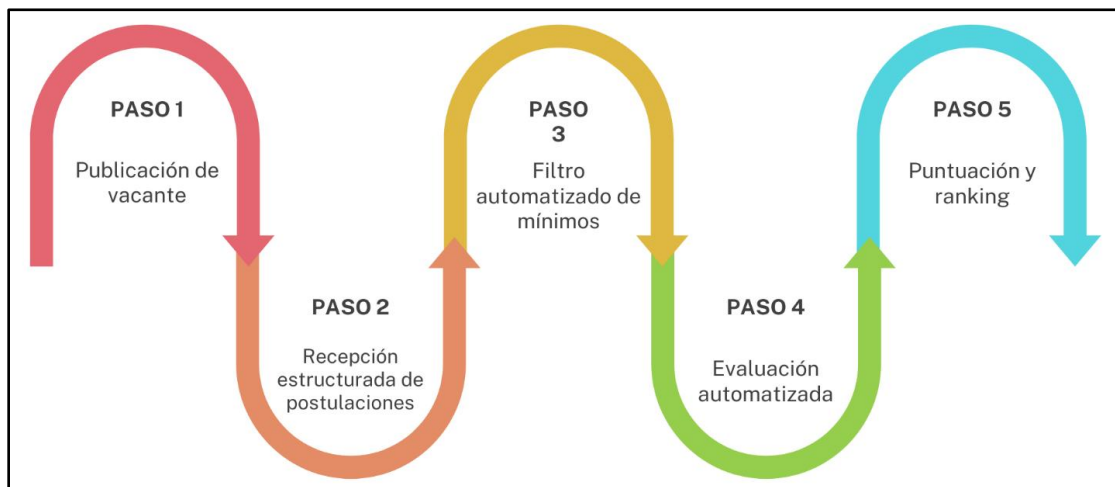 PASO 1
Publicación de
vacante
PASO 2
Recepción
estructurada de
postulaciones
PASO
3
Filtro
automatizado de
mínimos
PASO 4
Evaluación
automatizada
PASO 5
Puntuación y
ranking